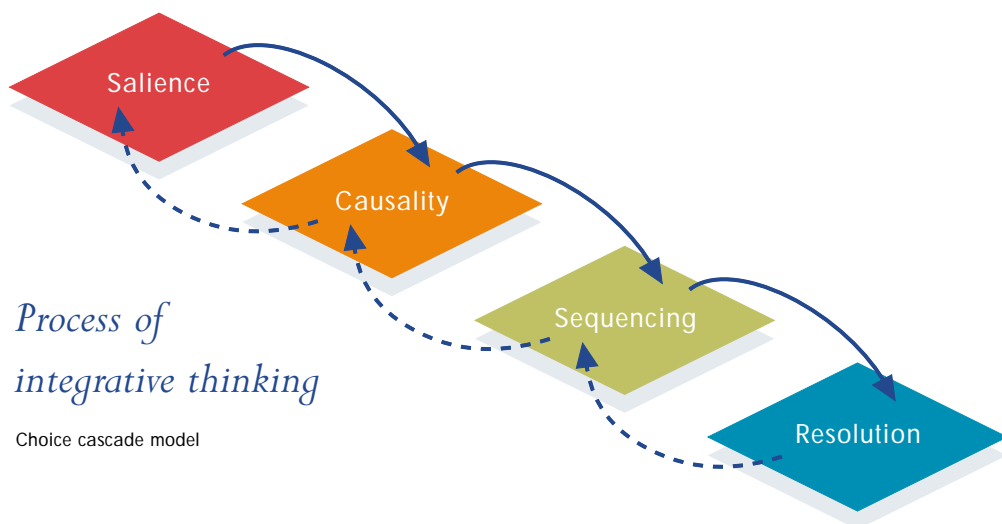 Salience
Causality
Sequencing
Resolution
Process of
integrative thinking
Choice cascade model